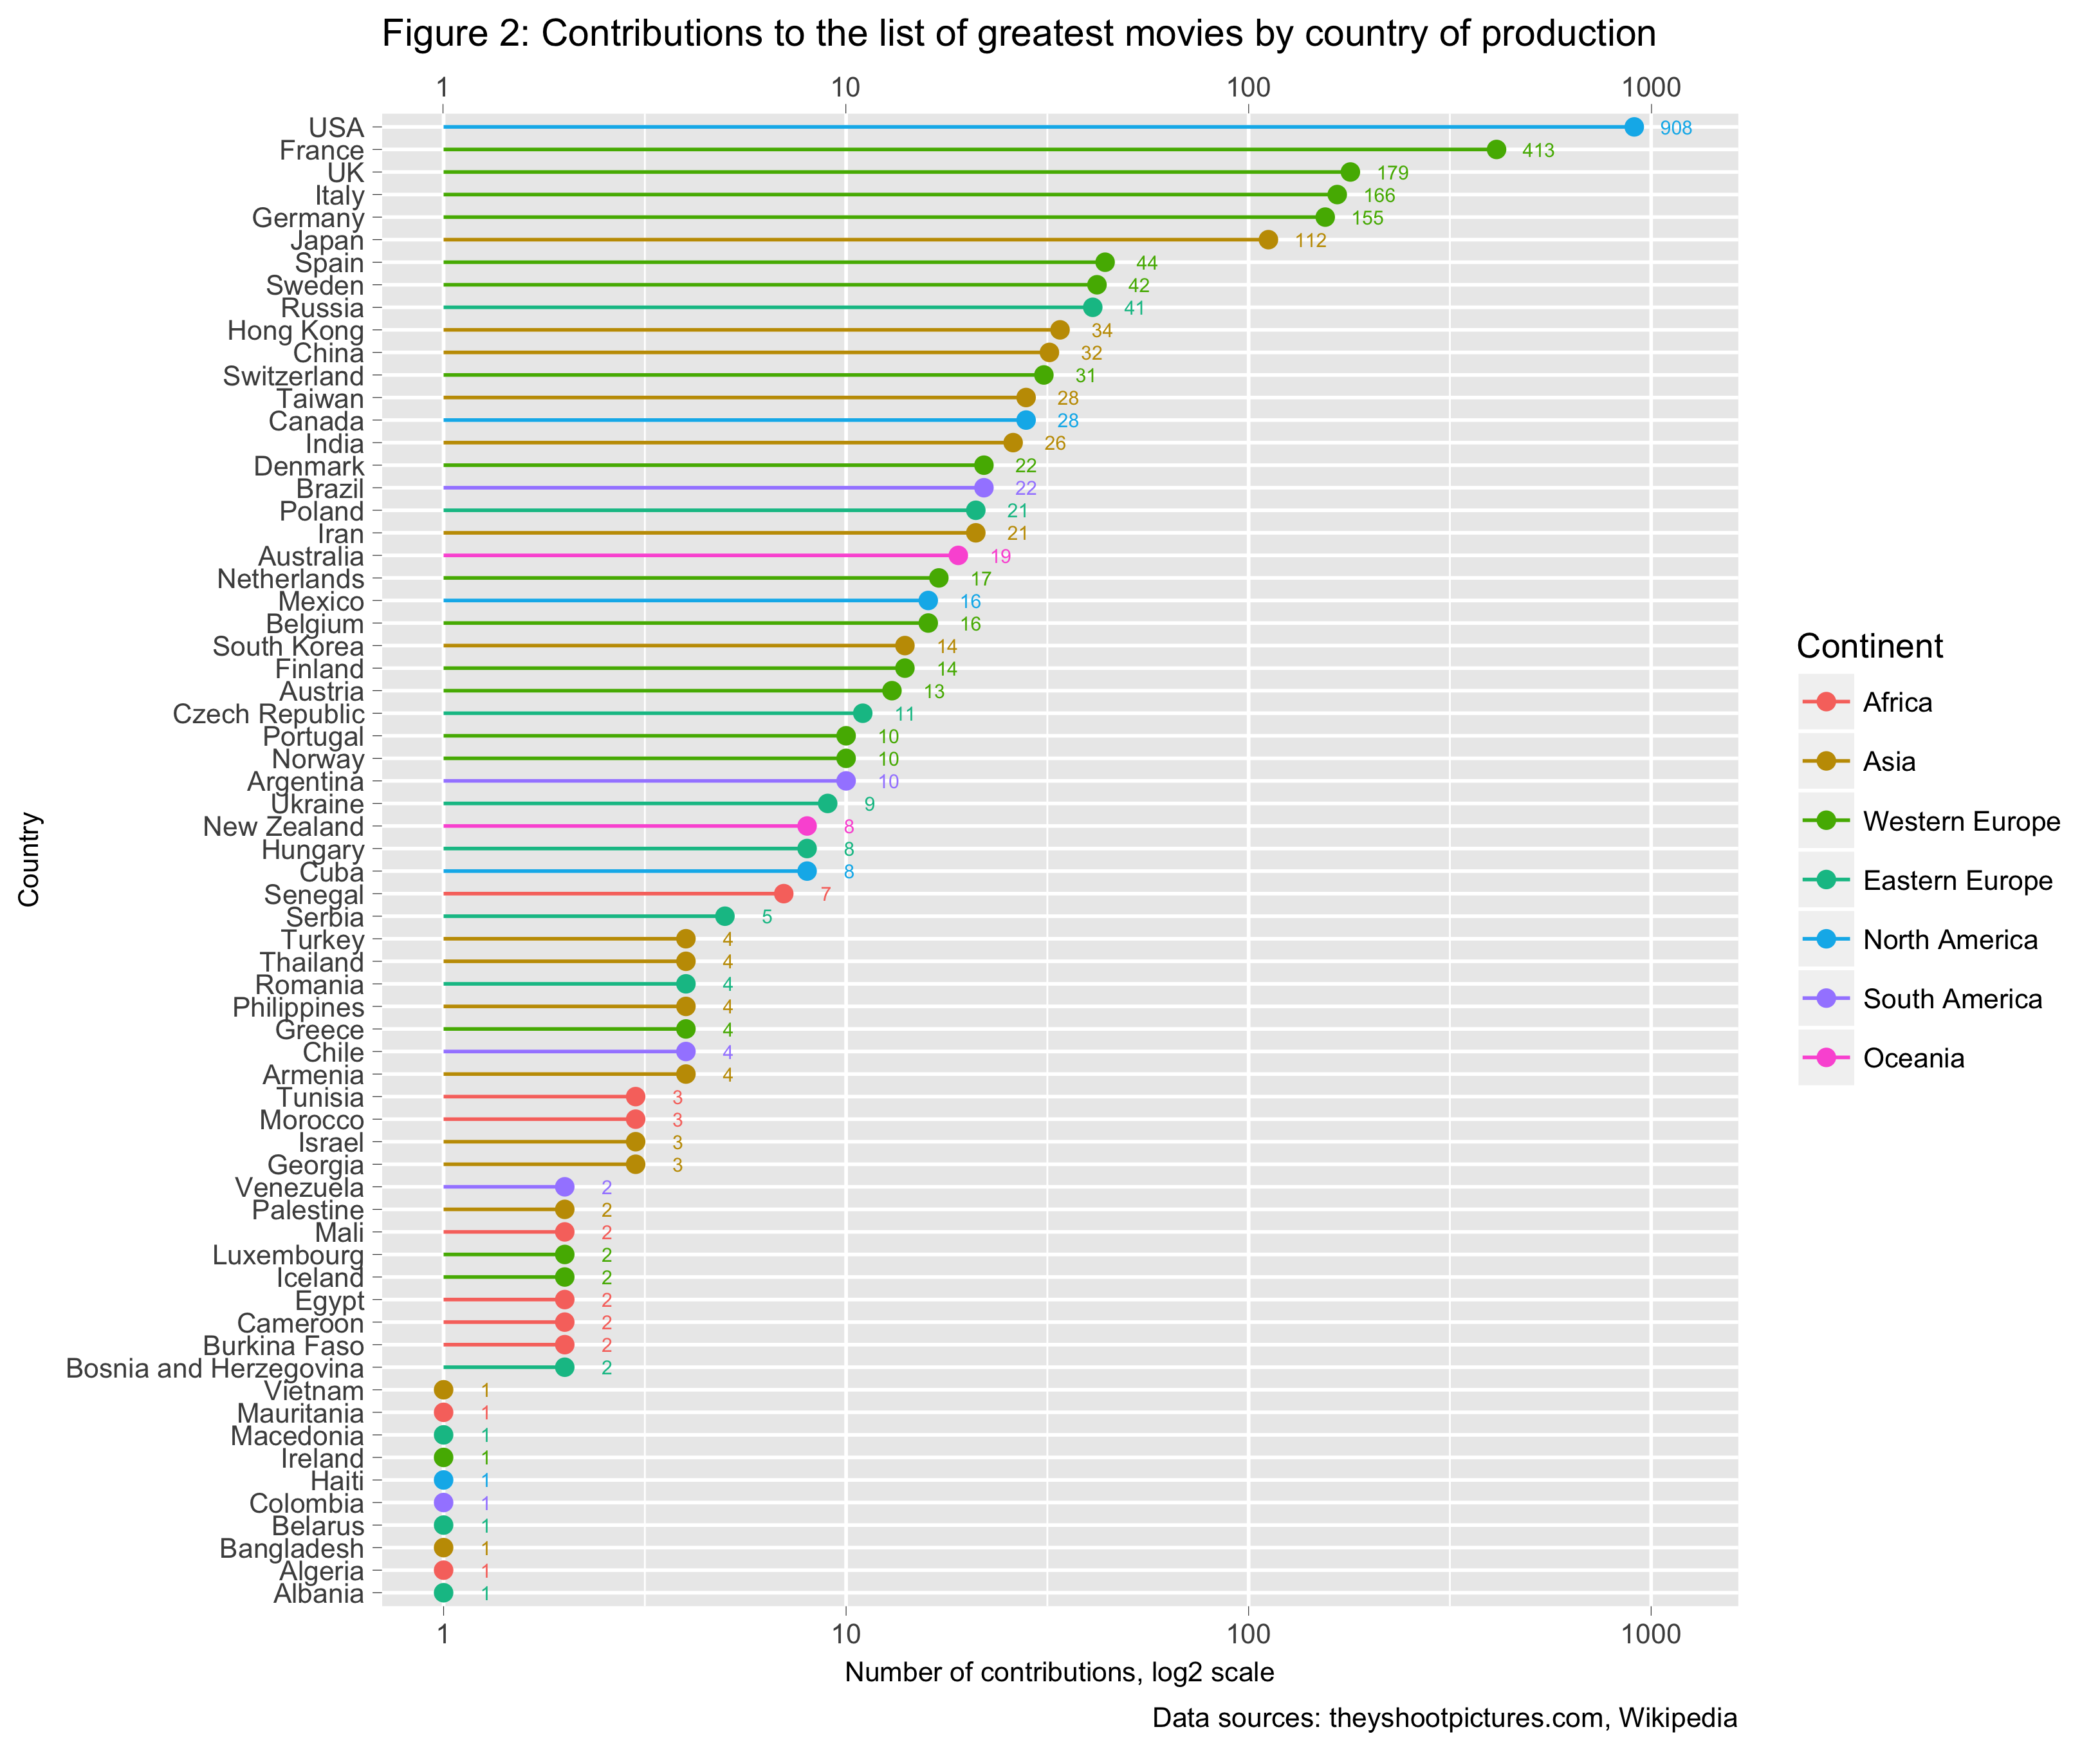 Figure 2: Contributions to the list of greatest movies by country of production
1 10 100 1000
USA 908
France 413
UK 179
Italy 166
Germany 155
Japan 112
Spain 44
Sweden 42
Russia 41
Hong Kong 34
China 32
Switzerland 31
Taiwan 28
Canada 28
India 26
Denmark 22
Brazil 22
Poland 21
Iran 21
Australia 19
Netherlands 17
Mexico 16
Belgium 16
South Korea 14
Finland 14
Austria 13
Czech Republic 11
Portugal 10
Norway 10
Argentina 10
Ukraine 9
New Zealand 8
Hungary 8
Cuba 8
Senegal 7
Serbia 5
Turkey 4
Thailand 4
Romania 4
Philippines 4
Greece 4
Chile 4
Armenia 4
Tunisia 3
Morocco 3
Israel 3
Georgia 3
Venezuela 2
Palestine 2
Mali 2
Luxembourg 2
Iceland 2
Egypt 2
Cameroon 2
Burkina Faso 2
Bosnia and Herzegovina 2
Vietnam 1
Mauritania 1
Macedonia 1
Ireland 1
Haiti 1
Colombia 1
Belarus 1
Bangladesh 1
Algeria 1
Albania 1
1 10 100 1000
Number of contributions, log2 scale
Country
Continent
Africa
Asia
Western Europe
Eastern Europe
North America
South America
Oceania
Data sources: theyshootpictures.com, Wikipedia